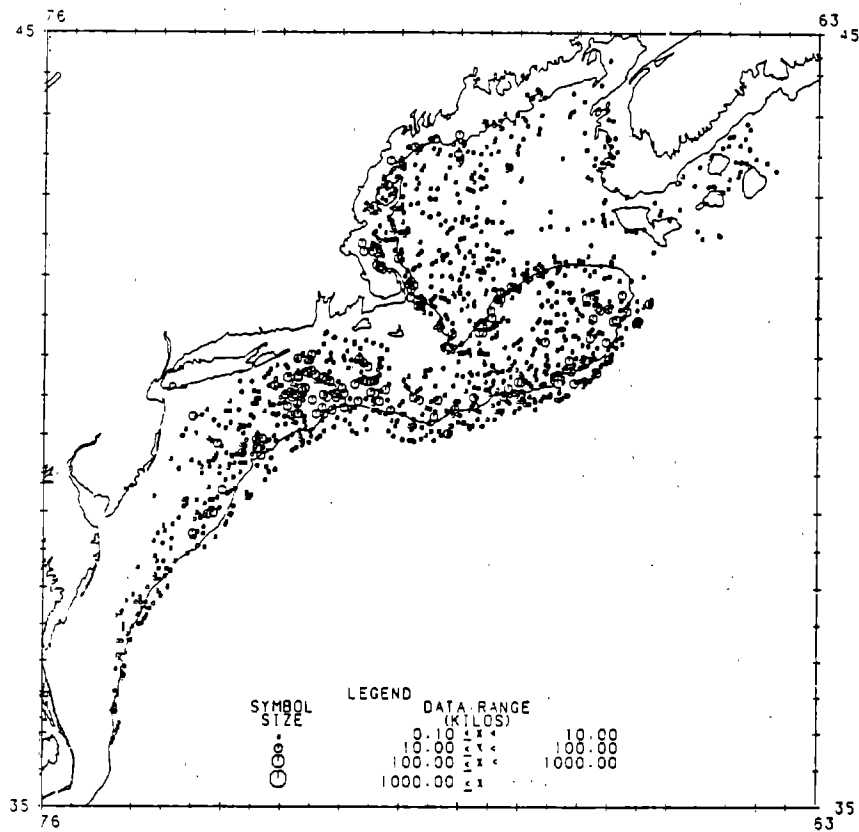 76 63
45 45
LEGEND
SYMBOL DATA RANGE
SIZE (KILOS)
0.10 ≤ x < 10.00
10.00 ≤ x < 100.00
100.00 ≤ x < 1000.00
1000.00 ≤ x
35 35
76 63